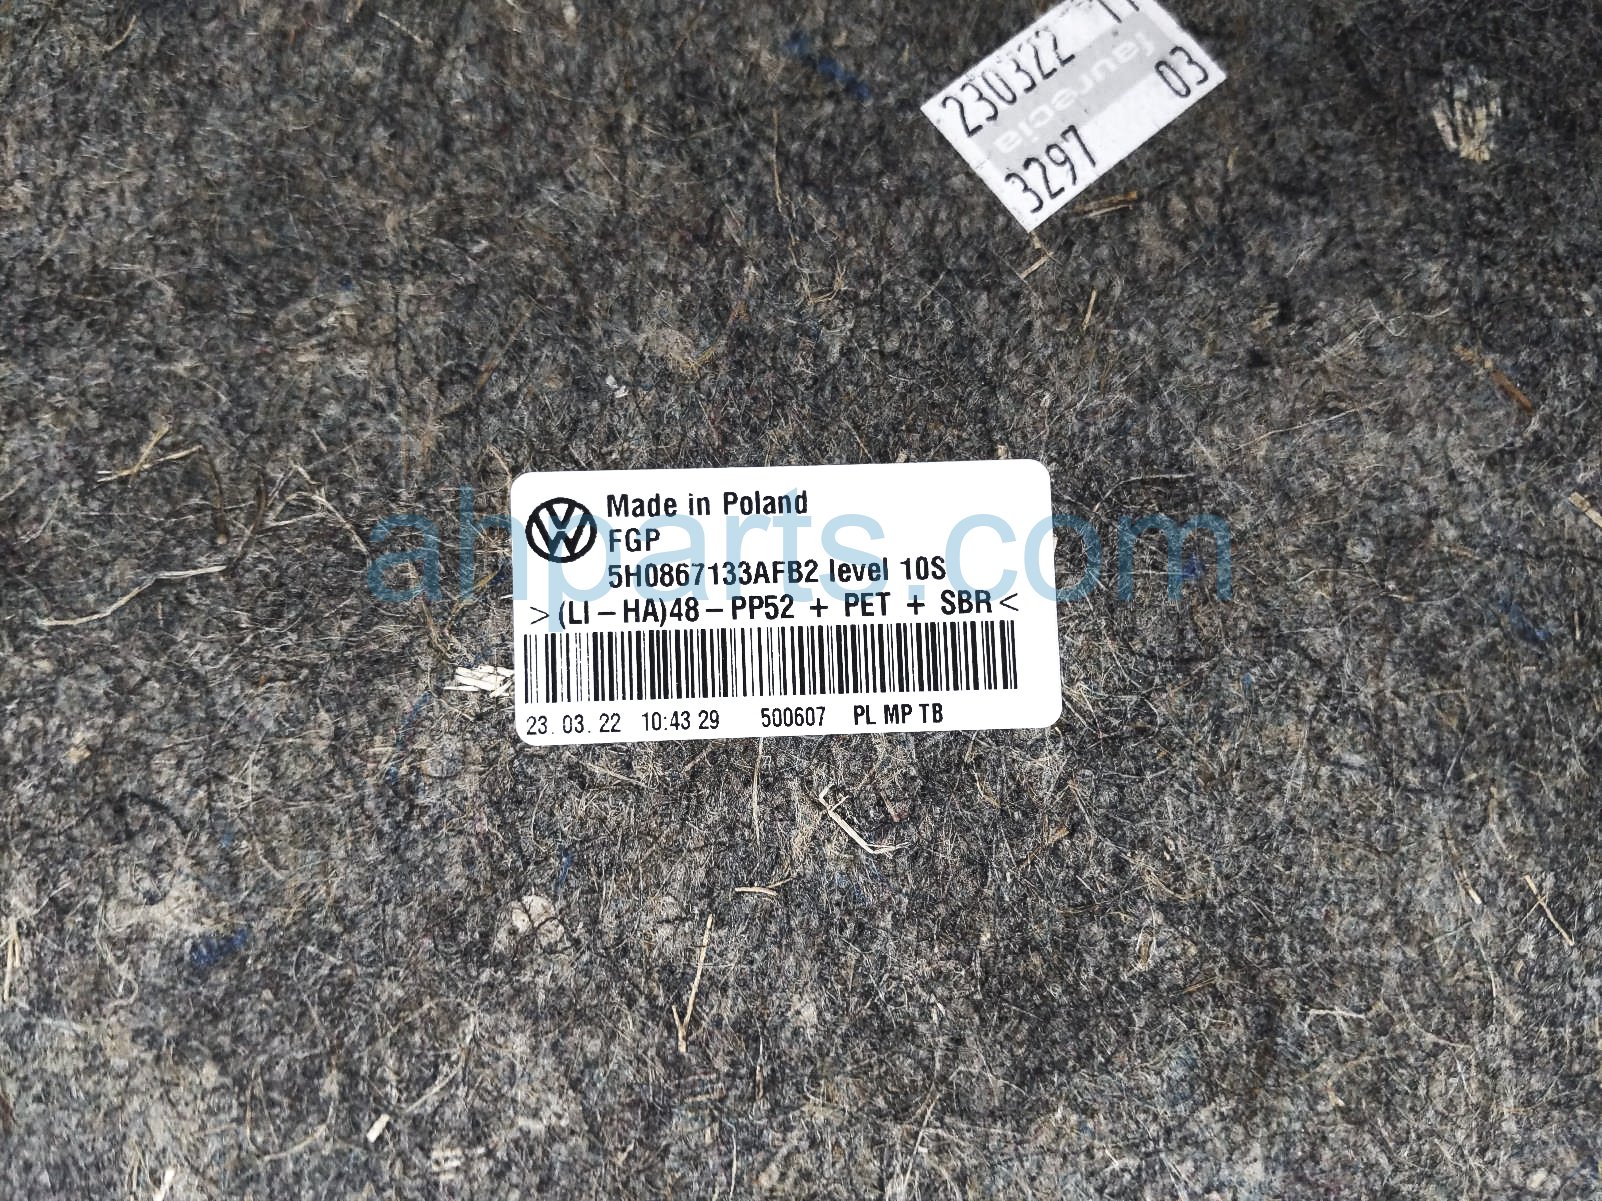 230322 11
faurecia
3297 03
Made in Poland
FGP
5H0867133AFB2 level 10S
>(LI-HA)48-PP52 + PET + SBR<
23. 03. 22 10:43 29 500607 PL MP TB
ahparts.com